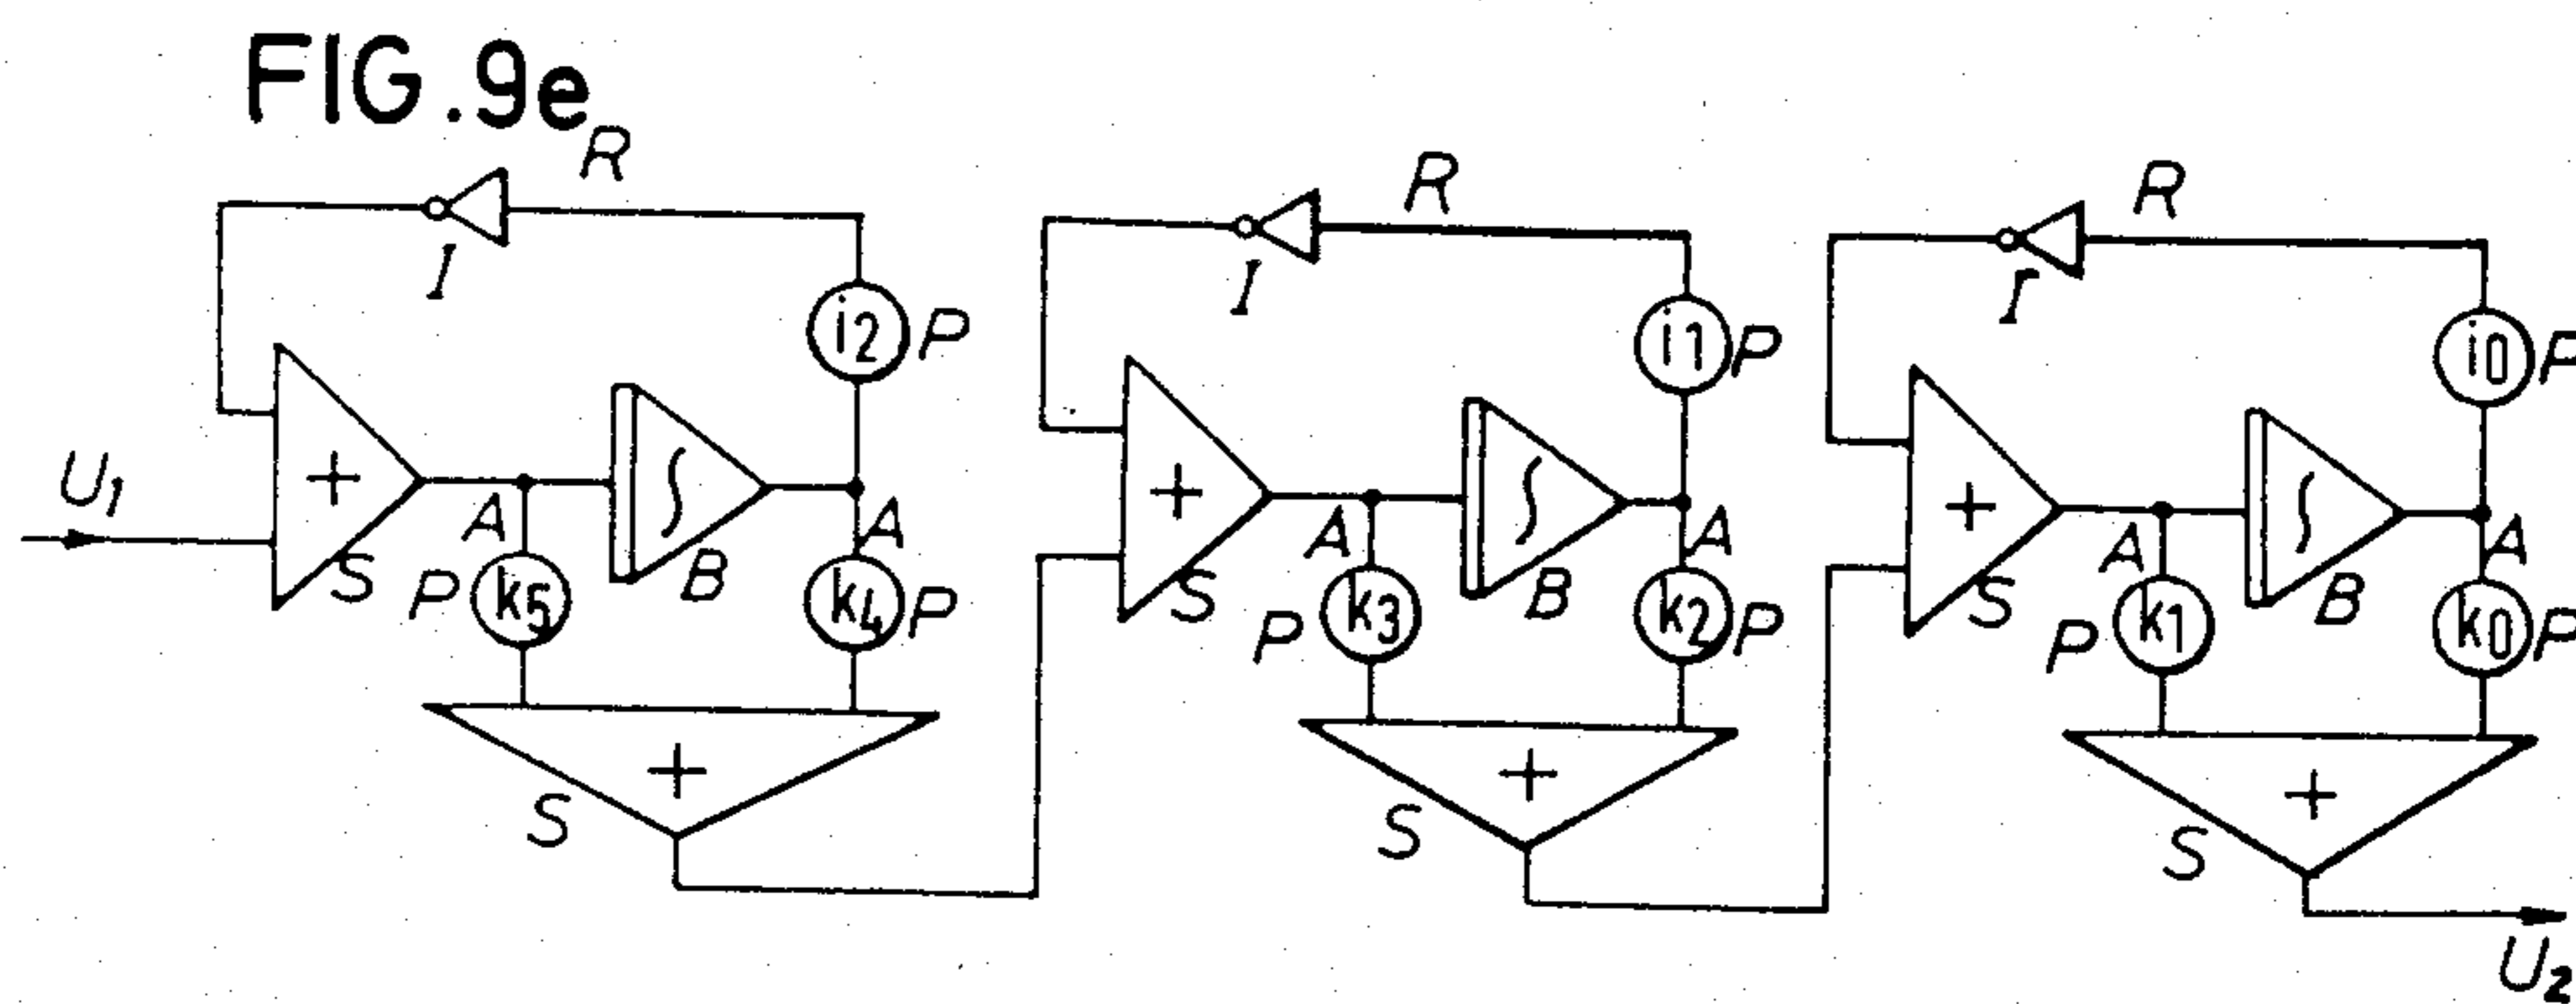 FIG.9e
R R R
I I I
i2 P i1 P i0 P
+ ∫ + ∫ + ∫
U1
A A A A A A
S B S B S B
P k5 k4 P P k3 k2 P P k1 k0 P
+ + +
S S S
U2